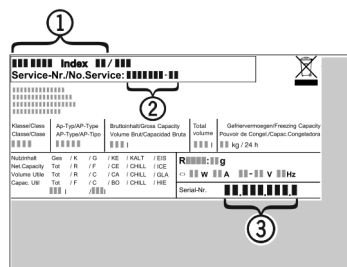 1
Index /
Service-Nr./No.Service: -
2
Klasse/Class Ap-Typ/AP-Type Bruttoinhalt/Gross Capacity Total Gefriervermoegen/Freezing Capacity
Classe/Class AP-Type/AP-Tipo Volume Brut/Capacidad Bruta volume Pouvoir de Congel./Capac.Congeladora
l l kg / 24 h
Nutzinhalt Ges / K / G / KE / KALT / EIS
Net.Capacity Tot / R / F / CE / CHILL / ICE
Volume Utile Tot / R / C / CA / CHILL / GLA
Capac. Util Tot / F / C / BO / CHILL / HIE
l / l
R : g
W A - V Hz
Serial-Nr. . . .
3